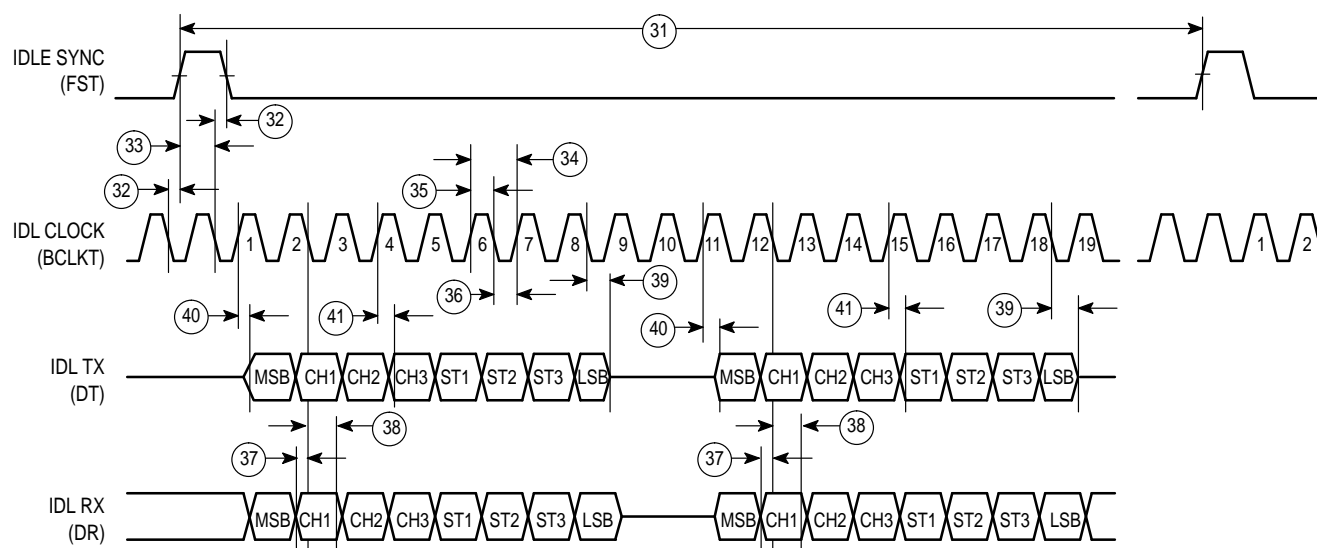 31
IDLE SYNC
(FST)
32
33
34
32
35
IDL CLOCK
(BCLKT)
1 2 3 4 5 6 7 8 9 10 11 12 13 14 15 16 17 18 19 1 2
36
39
40
41
40
41
39
IDL TX
(DT)
MSB CH1 CH2 CH3 ST1 ST2 ST3 LSB MSB CH1 CH2 CH3 ST1 ST2 ST3 LSB
38
38
37
37
IDL RX
(DR)
MSB CH1 CH2 CH3 ST1 ST2 ST3 LSB MSB CH1 CH2 CH3 ST1 ST2 ST3 LSB